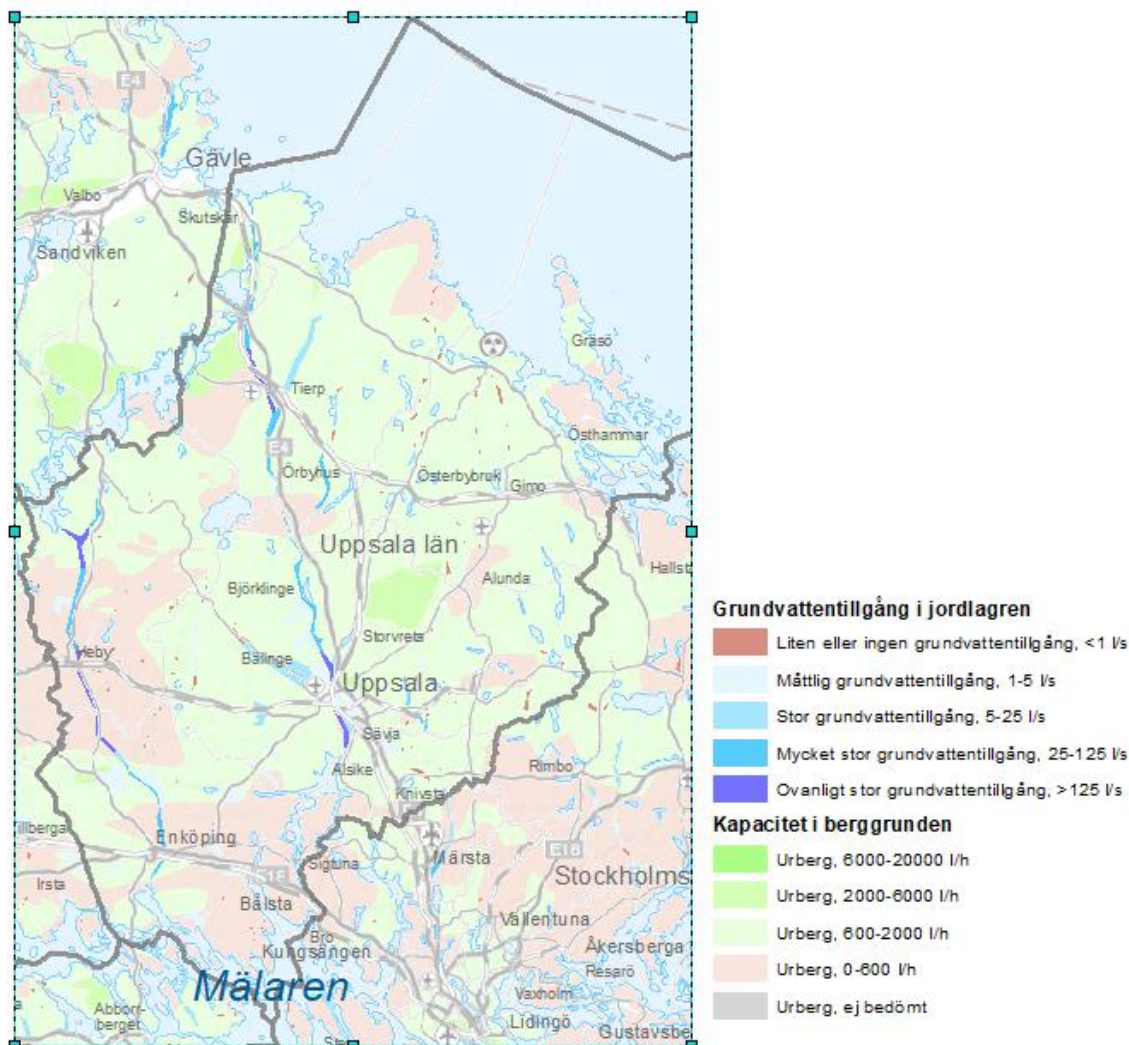 E4
Gävle
Valbo
Skutskär
Sandviken
Gräsö
Tierp
Östhammar
E4
Örbyhus
Österbybruk
Gimo
Uppsala län
Hallst
Björklinge
Alunda
Storvreta
Heby
Bälinge
Uppsala
Sävja
Alsike
Rimbo
Knivsta
illberga
Enköping
Märsta
E18
Sigtuna
Irsta
E18
Stockholms
Bålsta
Vallentuna
Bro
Kungsängen
Åkersberga
Resarö
Mälaren
Vaxholm
Abborr-
berget
Lidingö
Gustavsbe
Grundvattentillgång i jordlagren
Liten eller ingen grundvattentillgång, <1 l/s
Måttlig grundvattentillgång, 1-5 l/s
Stor grundvattentillgång, 5-25 l/s
Mycket stor grundvattentillgång, 25-125 l/s
Ovanligt stor grundvattentillgång, >125 l/s
Kapacitet i berggrunden
Urberg, 6000-20000 l/h
Urberg, 2000-6000 l/h
Urberg, 600-2000 l/h
Urberg, 0-600 l/h
Urberg, ej bedömt